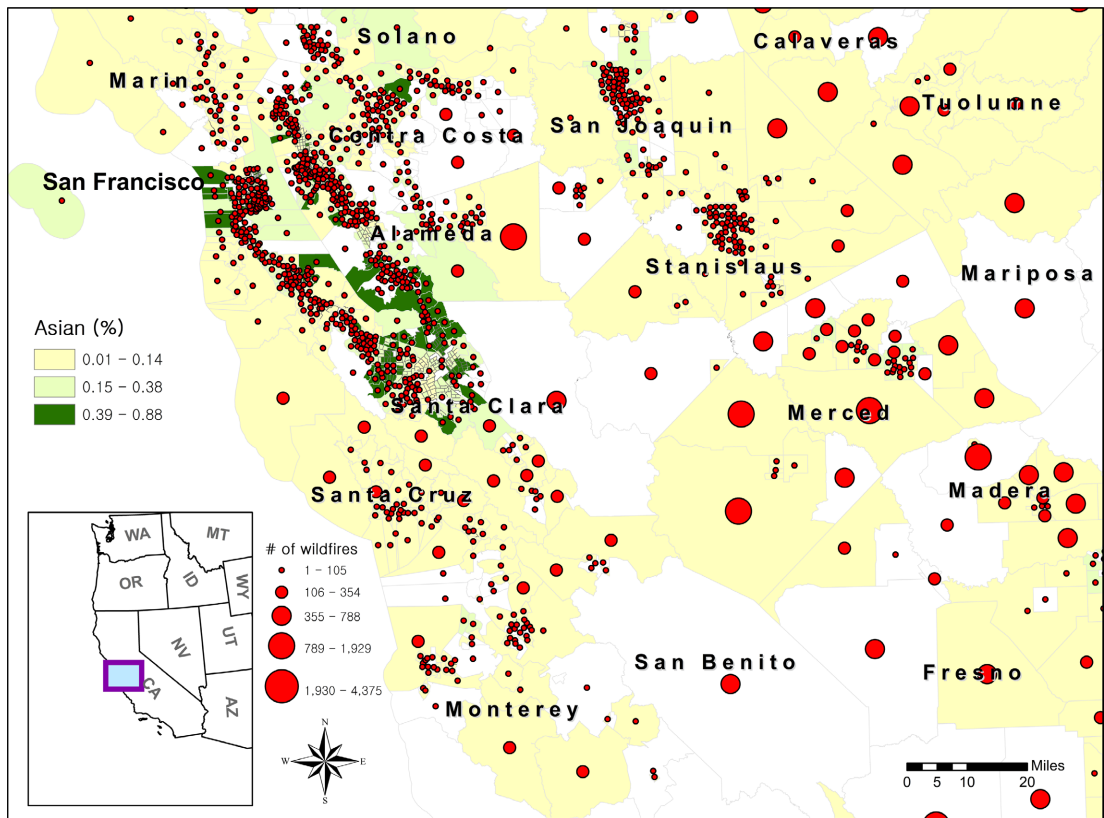 Solano
Calaveras
Marin
Tuolumne
Contra Costa
San Joaquin
San Francisco
Alameda
Stanislaus
Mariposa
Asian (%)
0.01 – 0.14
0.15 – 0.38
0.39 – 0.88
Santa Clara
Merced
Santa Cruz
Madera
WA
MT
OR
ID
WY
NV
UT
CA
AZ
# of wildfires
1 – 105
106 – 354
355 – 788
789 – 1,929
1,930 – 4,375
San Benito
Fresno
Monterey
N
W E
S
Miles
0 5 10 20